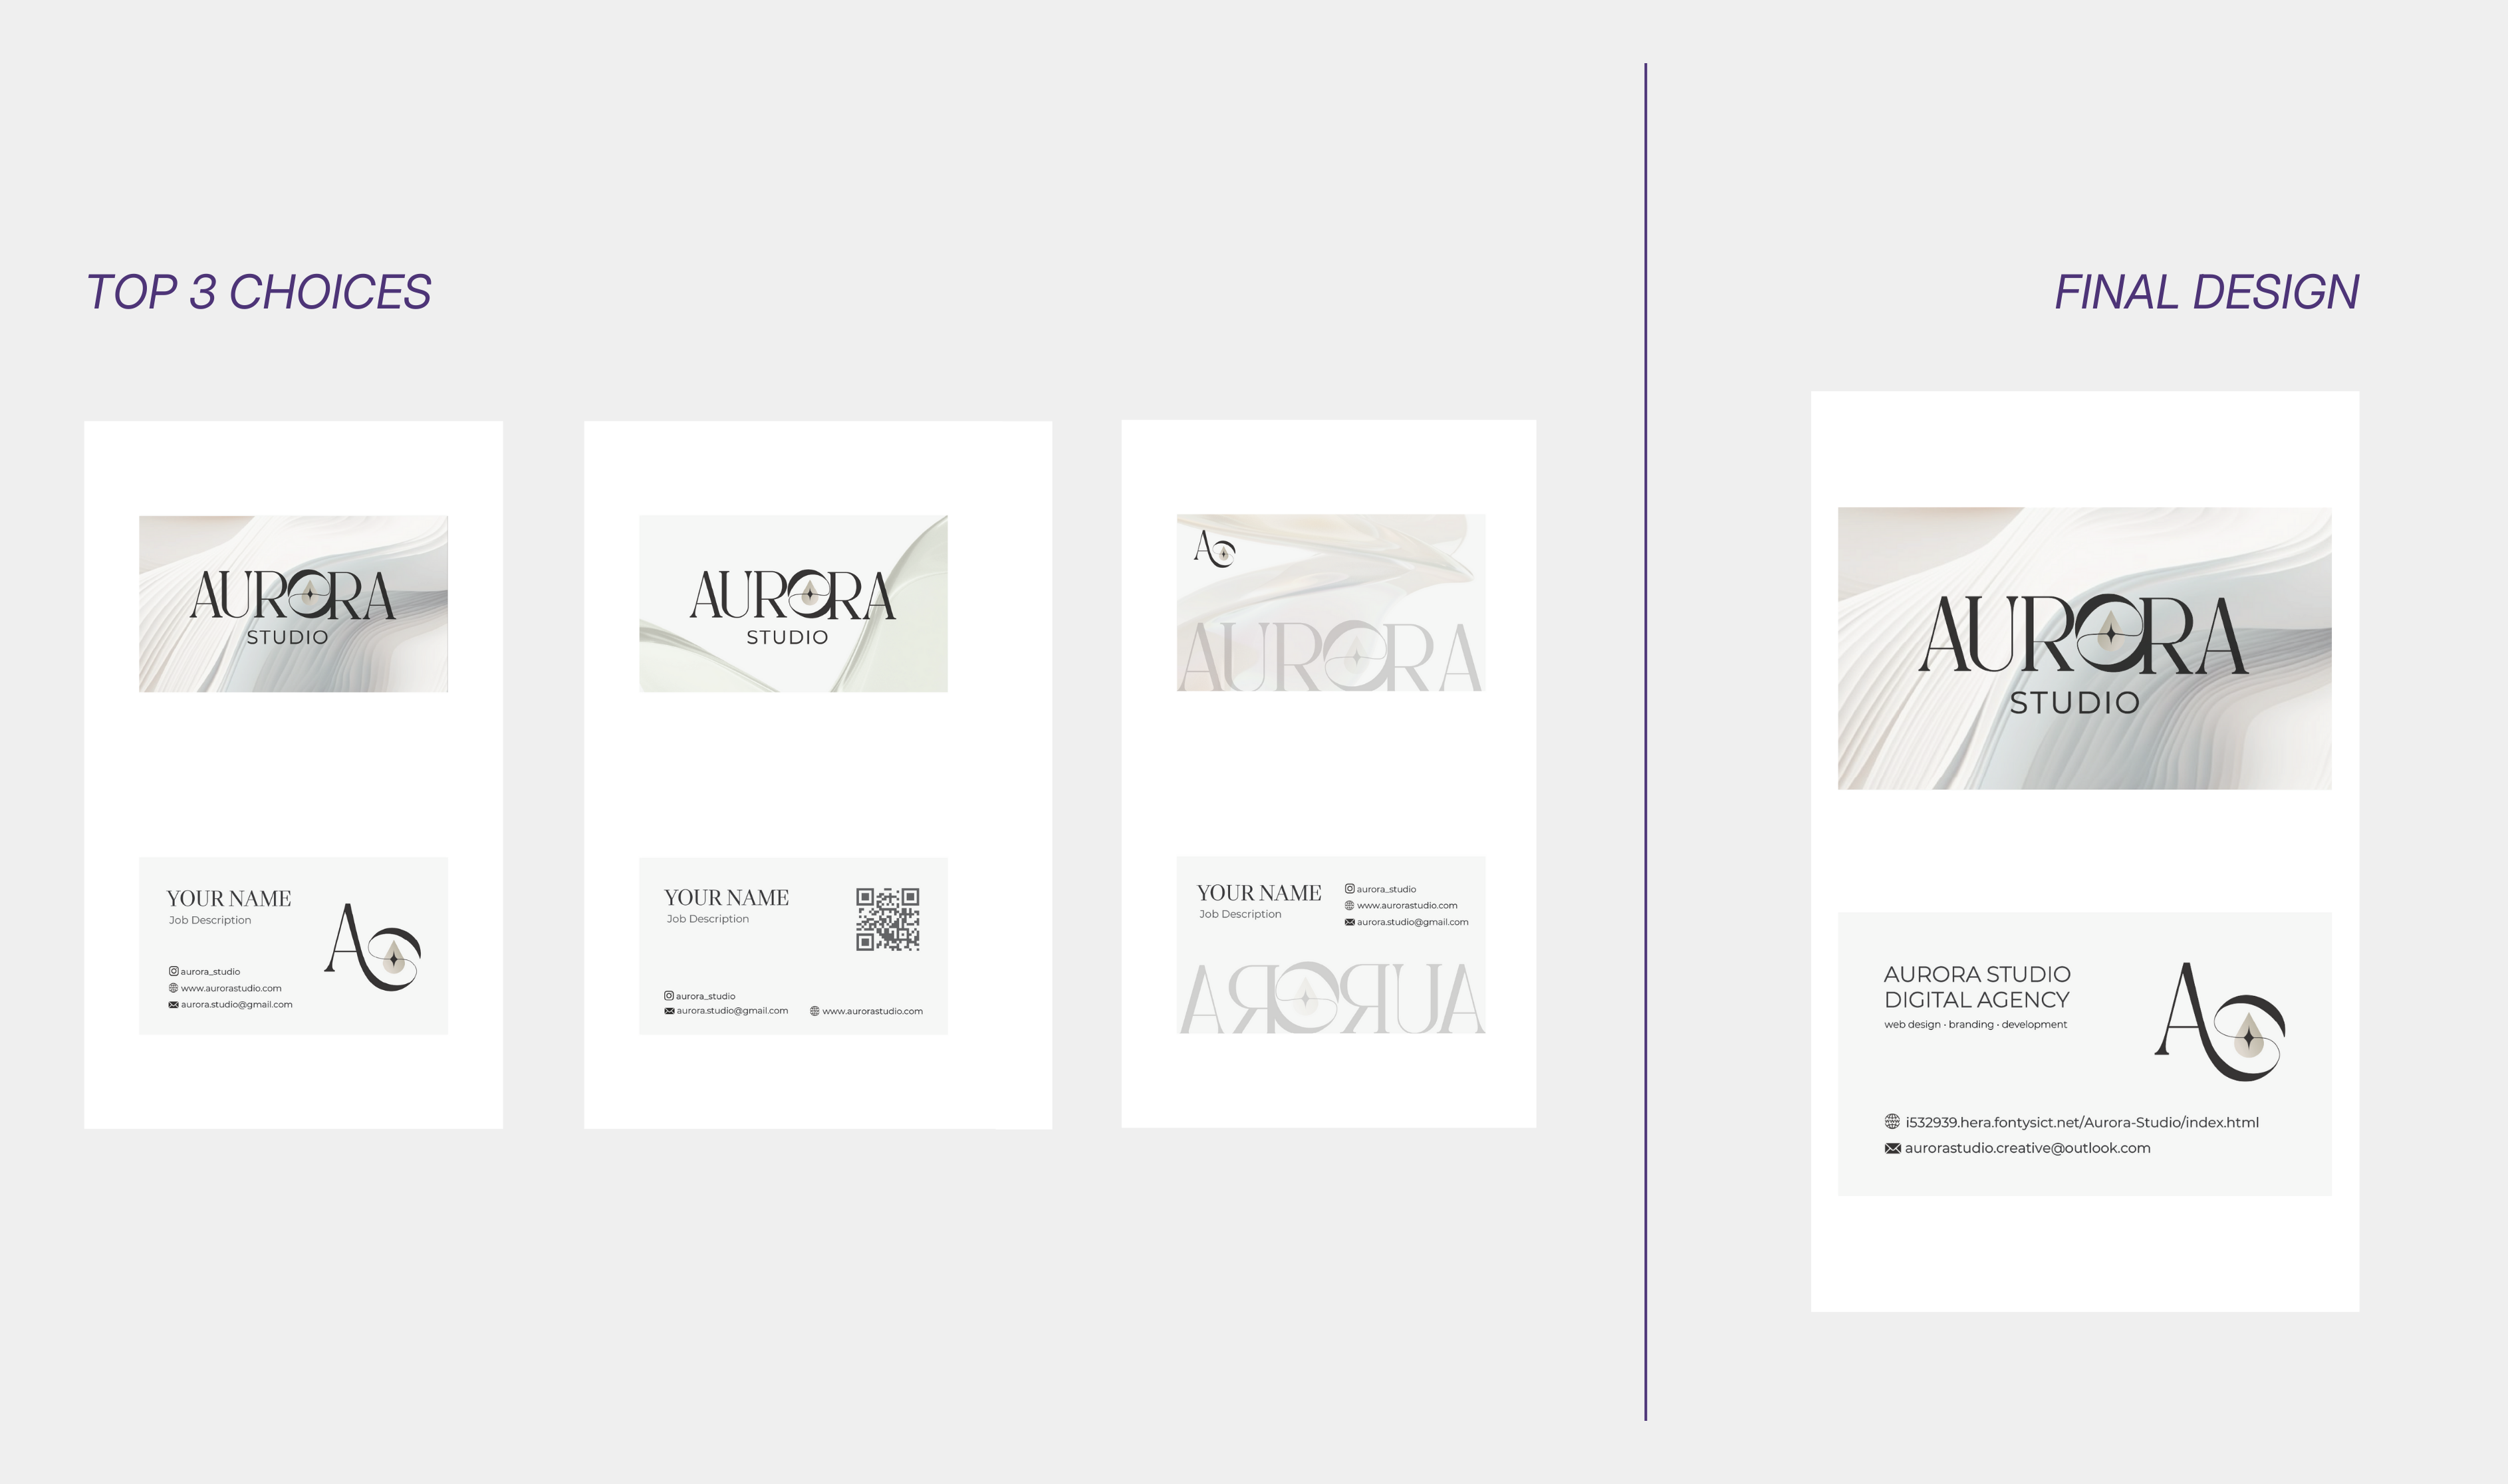 TOP 3 CHOICES
AURORA
STUDIO
YOUR NAME
Job Description
aurora_studio
www.aurorastudio.com
aurora.studio@gmail.com
AURORA
STUDIO
YOUR NAME
Job Description
aurora_studio
aurora.studio@gmail.com
www.aurorastudio.com
A
AURORA
YOUR NAME
Job Description
aurora_studio
www.aurorastudio.com
aurora.studio@gmail.com
AURORA
FINAL DESIGN
AURORA
STUDIO
AURORA STUDIO
DIGITAL AGENCY
web design · branding · development
i532939.hera.fontysict.net/Aurora-Studio/index.html
aurorastudio.creative@outlook.com